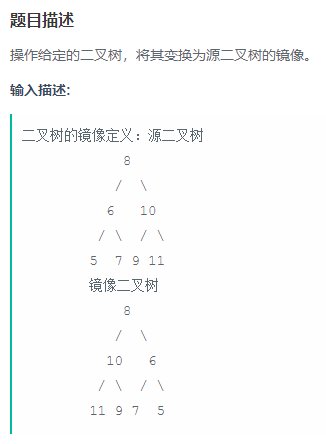 题目描述
操作给定的二叉树，将其变换为源二叉树的镜像。
输入描述:
二叉树的镜像定义：源二叉树
8
/ \
6 10
/ \ / \
5 7 9 11
镜像二叉树
8
/ \
10 6
/ \ / \
11 9 7 5